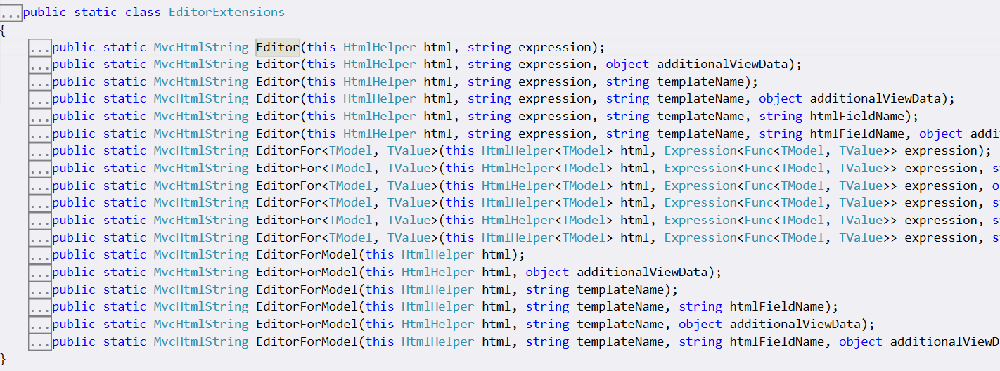 ...public static class EditorExtensions
{
...public static MvcHtmlString Editor(this HtmlHelper html, string expression);
...public static MvcHtmlString Editor(this HtmlHelper html, string expression, object additionalViewData);
...public static MvcHtmlString Editor(this HtmlHelper html, string expression, string templateName);
...public static MvcHtmlString Editor(this HtmlHelper html, string expression, string templateName, object additionalViewData);
...public static MvcHtmlString Editor(this HtmlHelper html, string expression, string templateName, string htmlFieldName);
...public static MvcHtmlString Editor(this HtmlHelper html, string expression, string templateName, string htmlFieldName, object addi
...public static MvcHtmlString EditorFor<TModel, TValue>(this HtmlHelper<TModel> html, Expression<Func<TModel, TValue>> expression);
...public static MvcHtmlString EditorFor<TModel, TValue>(this HtmlHelper<TModel> html, Expression<Func<TModel, TValue>> expression, s
...public static MvcHtmlString EditorFor<TModel, TValue>(this HtmlHelper<TModel> html, Expression<Func<TModel, TValue>> expression, o
...public static MvcHtmlString EditorFor<TModel, TValue>(this HtmlHelper<TModel> html, Expression<Func<TModel, TValue>> expression, s
...public static MvcHtmlString EditorFor<TModel, TValue>(this HtmlHelper<TModel> html, Expression<Func<TModel, TValue>> expression, s
...public static MvcHtmlString EditorFor<TModel, TValue>(this HtmlHelper<TModel> html, Expression<Func<TModel, TValue>> expression, s
...public static MvcHtmlString EditorForModel(this HtmlHelper html);
...public static MvcHtmlString EditorForModel(this HtmlHelper html, object additionalViewData);
...public static MvcHtmlString EditorForModel(this HtmlHelper html, string templateName);
...public static MvcHtmlString EditorForModel(this HtmlHelper html, string templateName, string htmlFieldName);
...public static MvcHtmlString EditorForModel(this HtmlHelper html, string templateName, object additionalViewData);
...public static MvcHtmlString EditorForModel(this HtmlHelper html, string templateName, string htmlFieldName, object additionalViewD
}